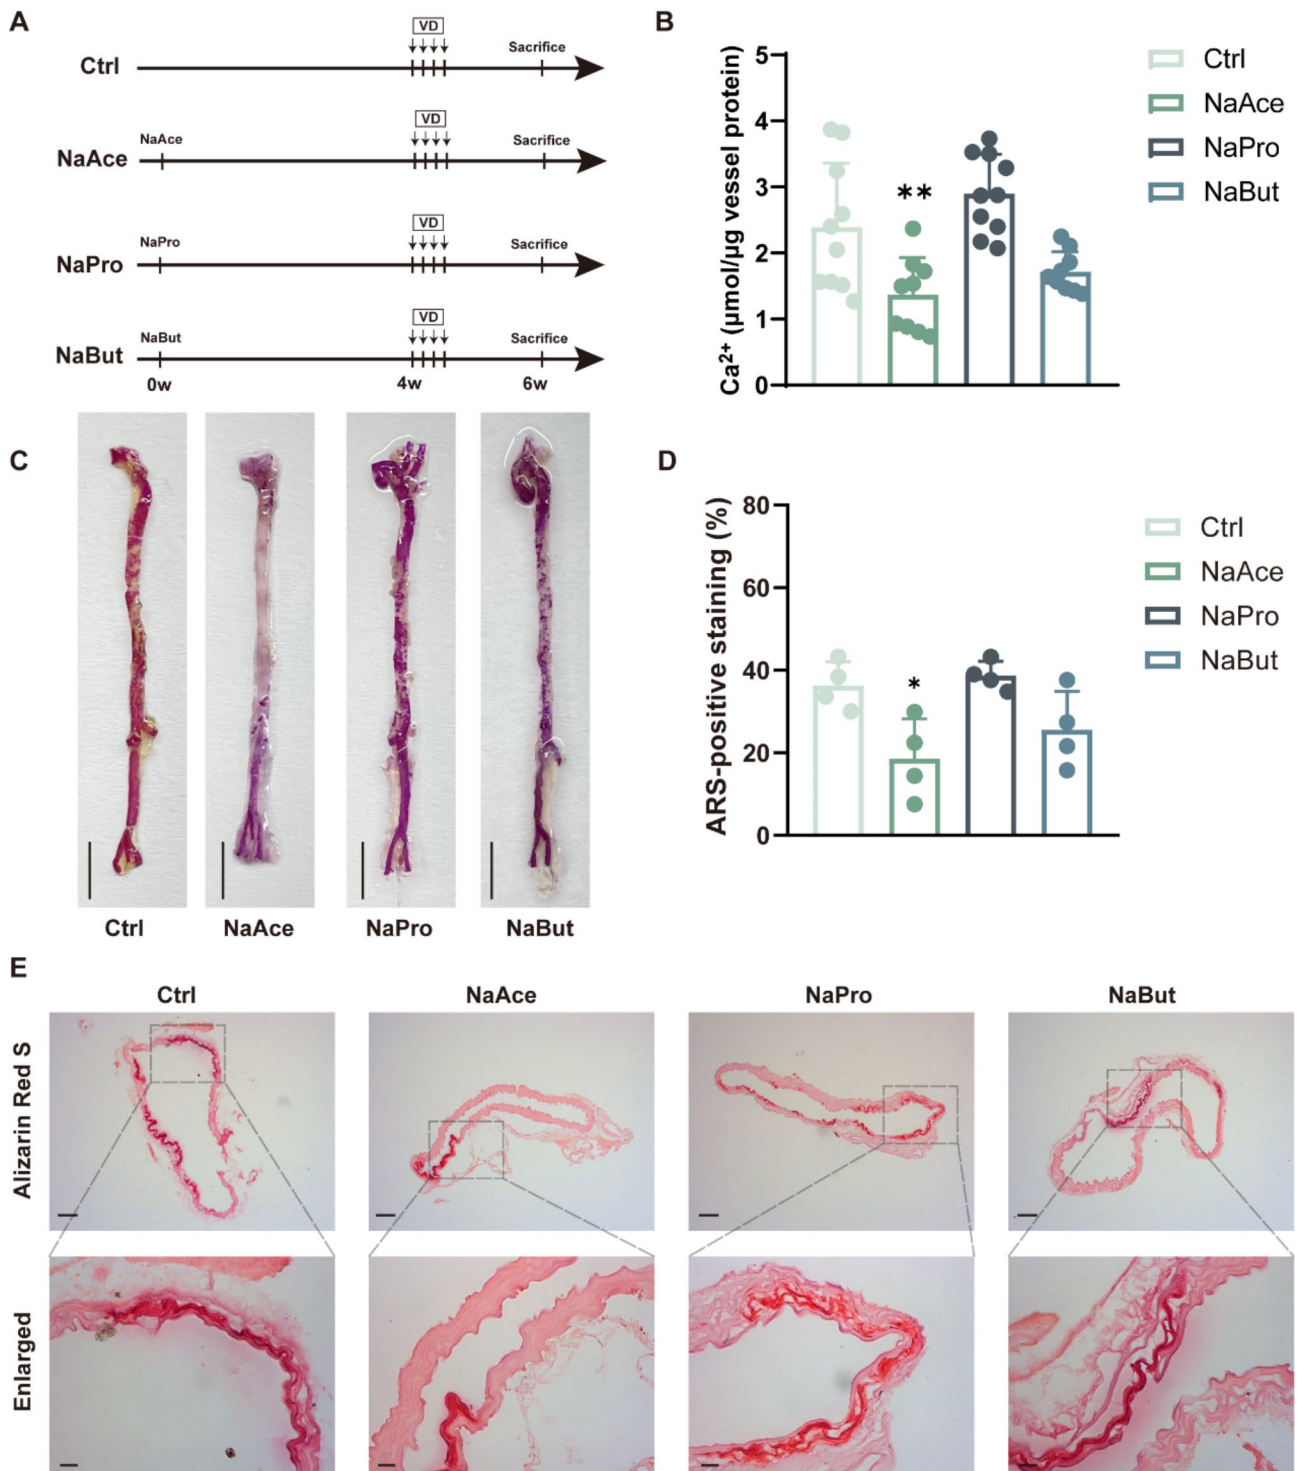 A
VD
Sacrifice
Ctrl
VD
NaAce
Sacrifice
NaAce
VD
NaPro
Sacrifice
NaPro
VD
NaBut
Sacrifice
NaBut
0w 4w 6w
B
Ca²⁺ (μmol/μg vessel protein)
5
4
3
2
1
0
**
Ctrl
NaAce
NaPro
NaBut
C
Ctrl NaAce NaPro NaBut
D
ARS-positive staining (%)
80
60
40
20
0
*
Ctrl
NaAce
NaPro
NaBut
E
Ctrl NaAce NaPro NaBut
Alizarin Red S
Enlarged